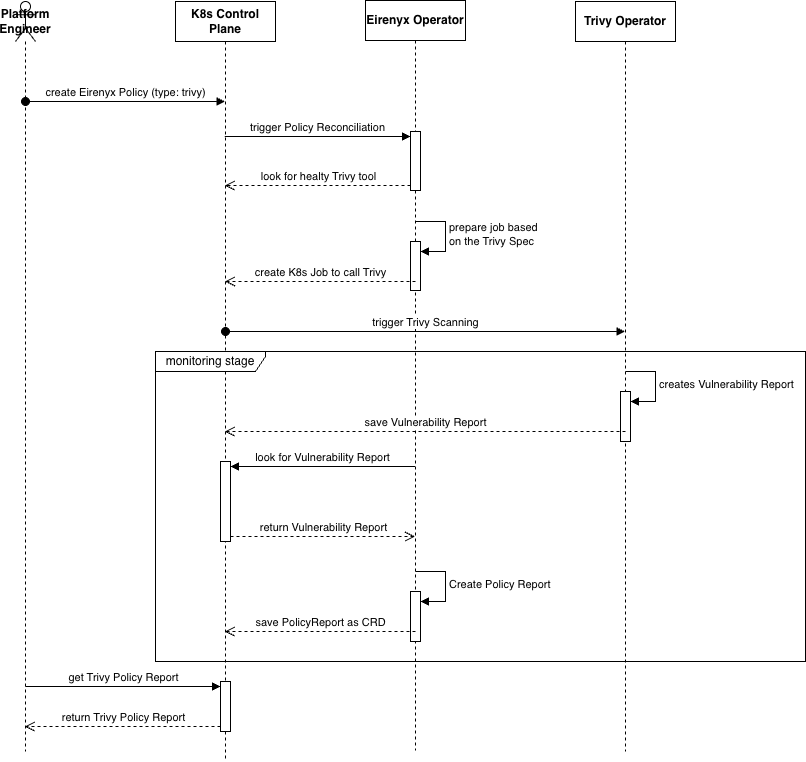 Platform
Engineer
K8s Control
Plane
Eirenyx Operator
Trivy Operator
create Eirenyx Policy (type: trivy)
trigger Policy Reconciliation
look for healty Trivy tool
prepare job based
on the Trivy Spec
create K8s Job to call Trivy
trigger Trivy Scanning
monitoring stage
creates Vulnerability Report
save Vulnerability Report
look for Vulnerability Report
return Vulnerability Report
Create Policy Report
save PolicyReport as CRD
get Trivy Policy Report
return Trivy Policy Report